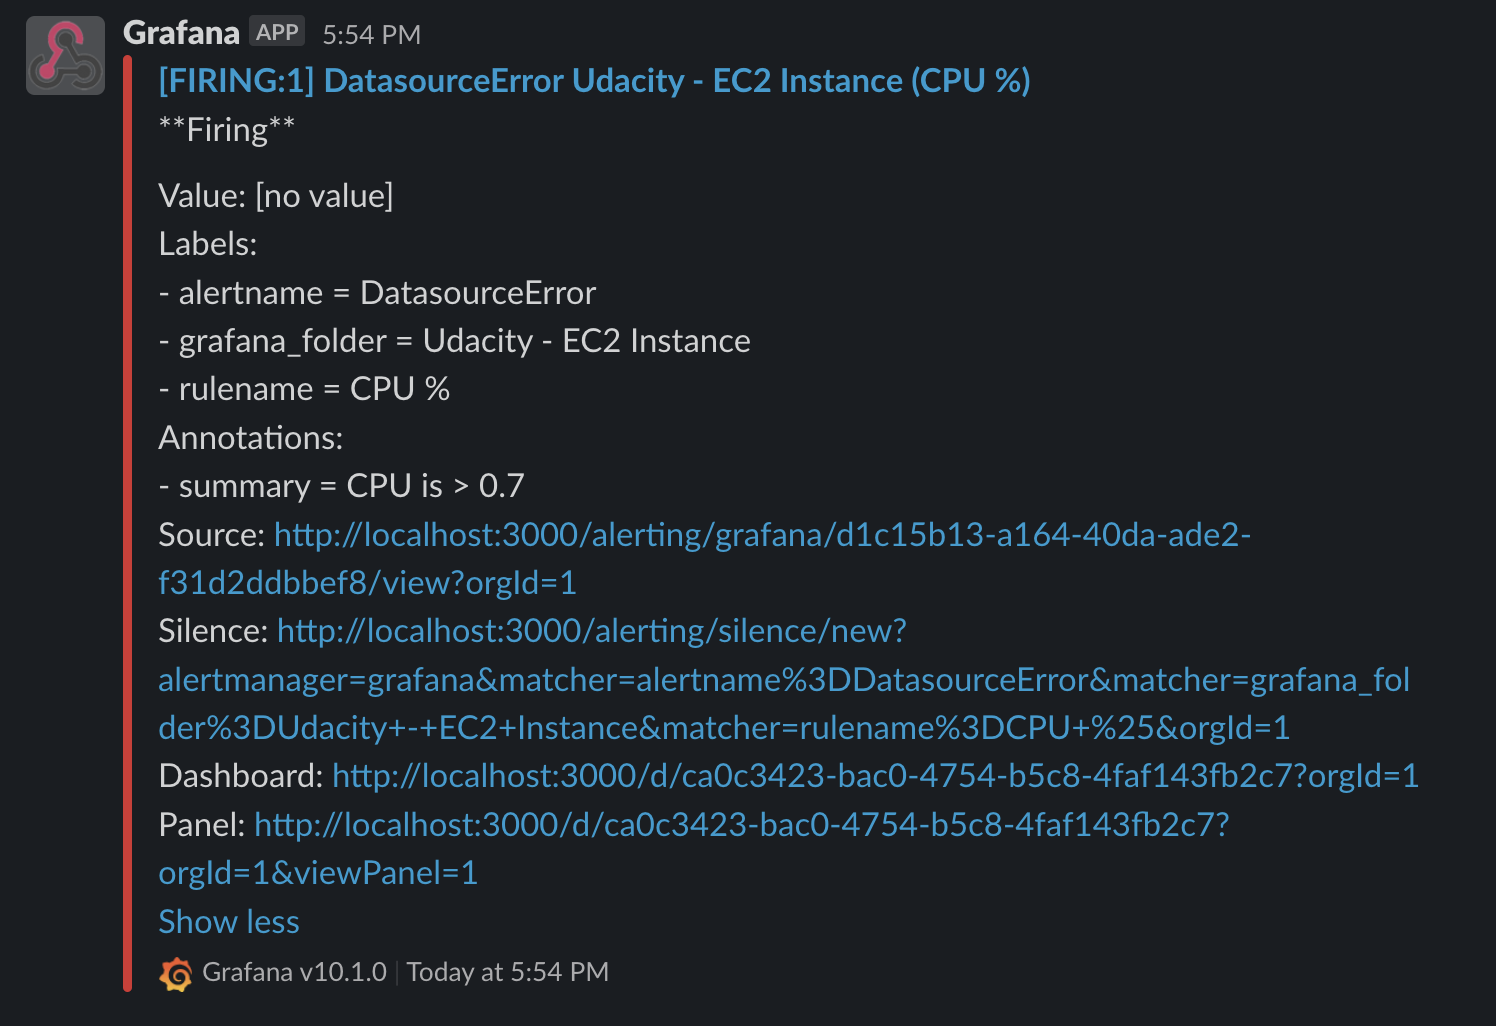 Grafana APP 5:54 PM
[FIRING:1] DatasourceError Udacity - EC2 Instance (CPU %)
**Firing**
Value: [no value]
Labels:
- alertname = DatasourceError
- grafana_folder = Udacity - EC2 Instance
- rulename = CPU %
Annotations:
- summary = CPU is > 0.7
Source: http://localhost:3000/alerting/grafana/d1c15b13-a164-40da-ade2-
f31d2ddbbef8/view?orgId=1
Silence: http://localhost:3000/alerting/silence/new?
alertmanager=grafana&matcher=alertname%3DDatasourceError&matcher=grafana_fol
der%3DUdacity+-+EC2+Instance&matcher=rulename%3DCPU+%25&orgId=1
Dashboard: http://localhost:3000/d/ca0c3423-bac0-4754-b5c8-4faf143fb2c7?orgId=1
Panel: http://localhost:3000/d/ca0c3423-bac0-4754-b5c8-4faf143fb2c7?
orgId=1&viewPanel=1
Show less
Grafana v10.1.0 | Today at 5:54 PM